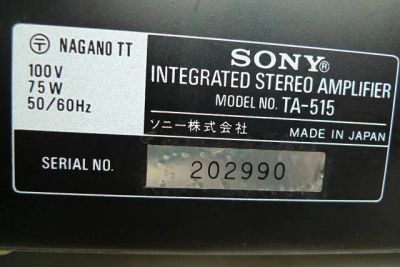 〒 NAGANO TT
100V
75W
50/60Hz
SONY®
INTEGRATED STEREO AMPLIFIER
MODEL NO. TA-515
ソニー株式会社
MADE IN JAPAN
SERIAL NO. 202990